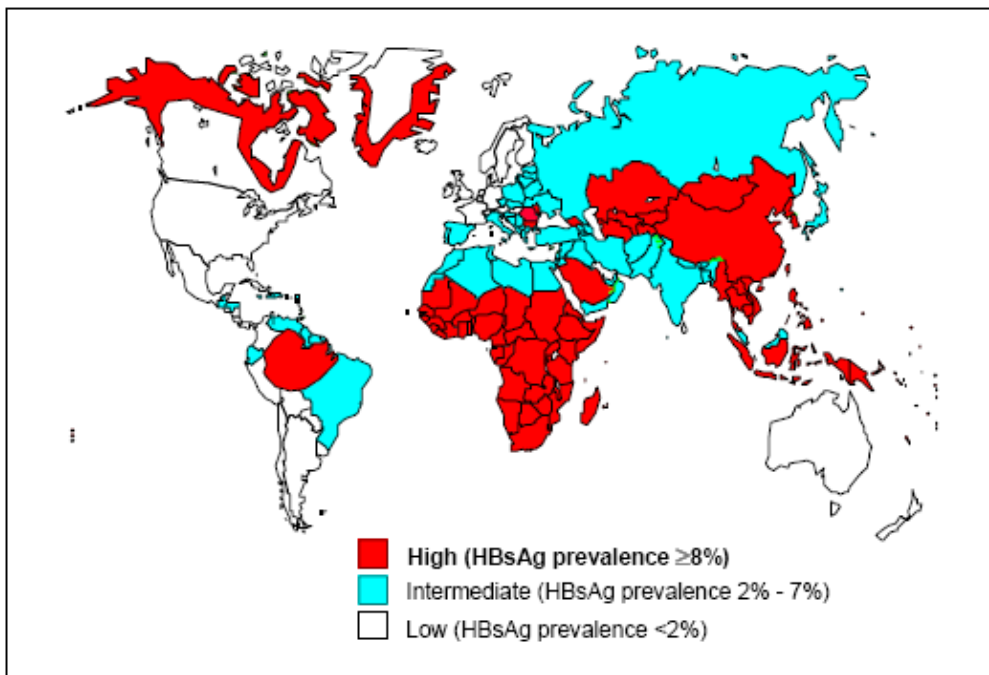 High (HBsAg prevalence ≥8%)
Intermediate (HBsAg prevalence 2% - 7%)
Low (HBsAg prevalence <2%)